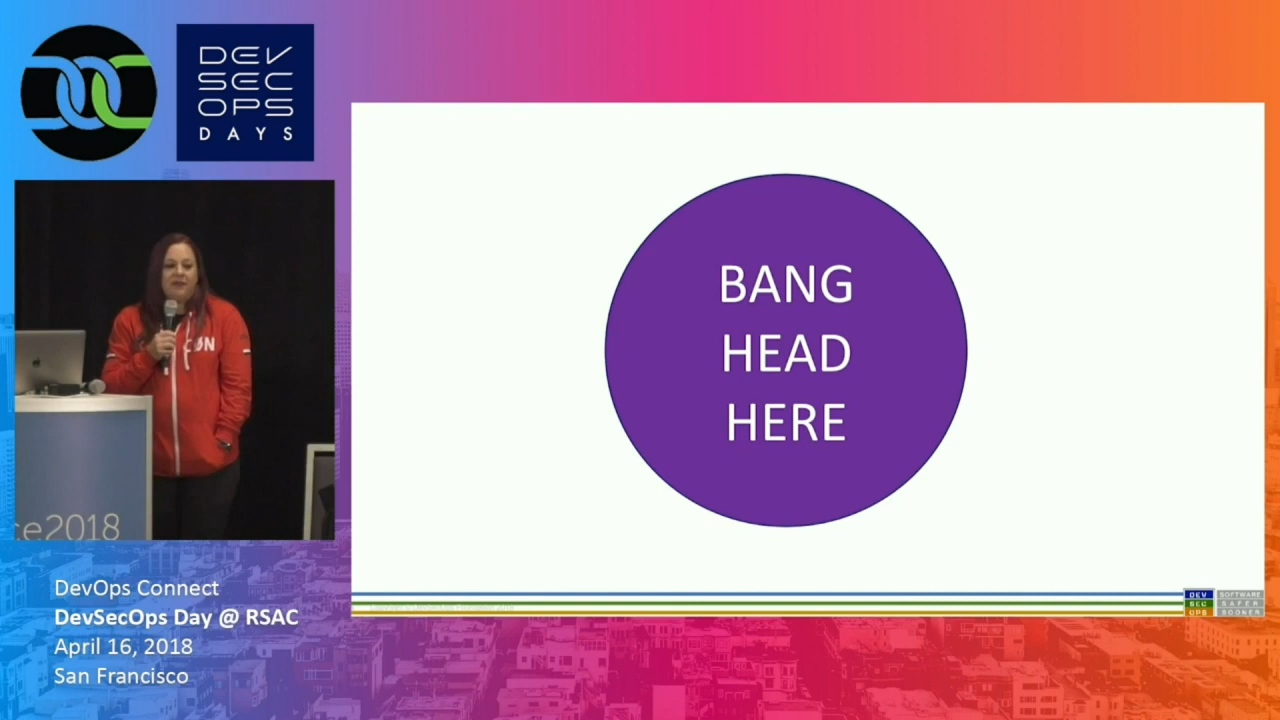 DEV
SEC
OPS
DAYS
BANG
HEAD
HERE
CON
ce2018
DevOps Connect
DevSecOps Day @ RSAC
April 16, 2018
San Francisco
DEV
SEC
OPS
SOFTWARE
SAFER
SOONER